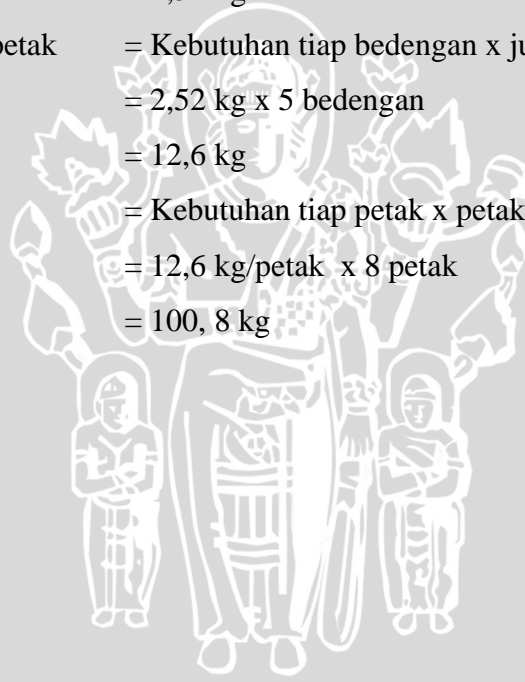 petak = Kebutuhan tiap bedengan x
= 2,52 kg x 5 bedengan
= 12,6 kg
= Kebutuhan tiap petak x petak
= 12,6 kg/petak x 8 petak
= 100, 8 kg